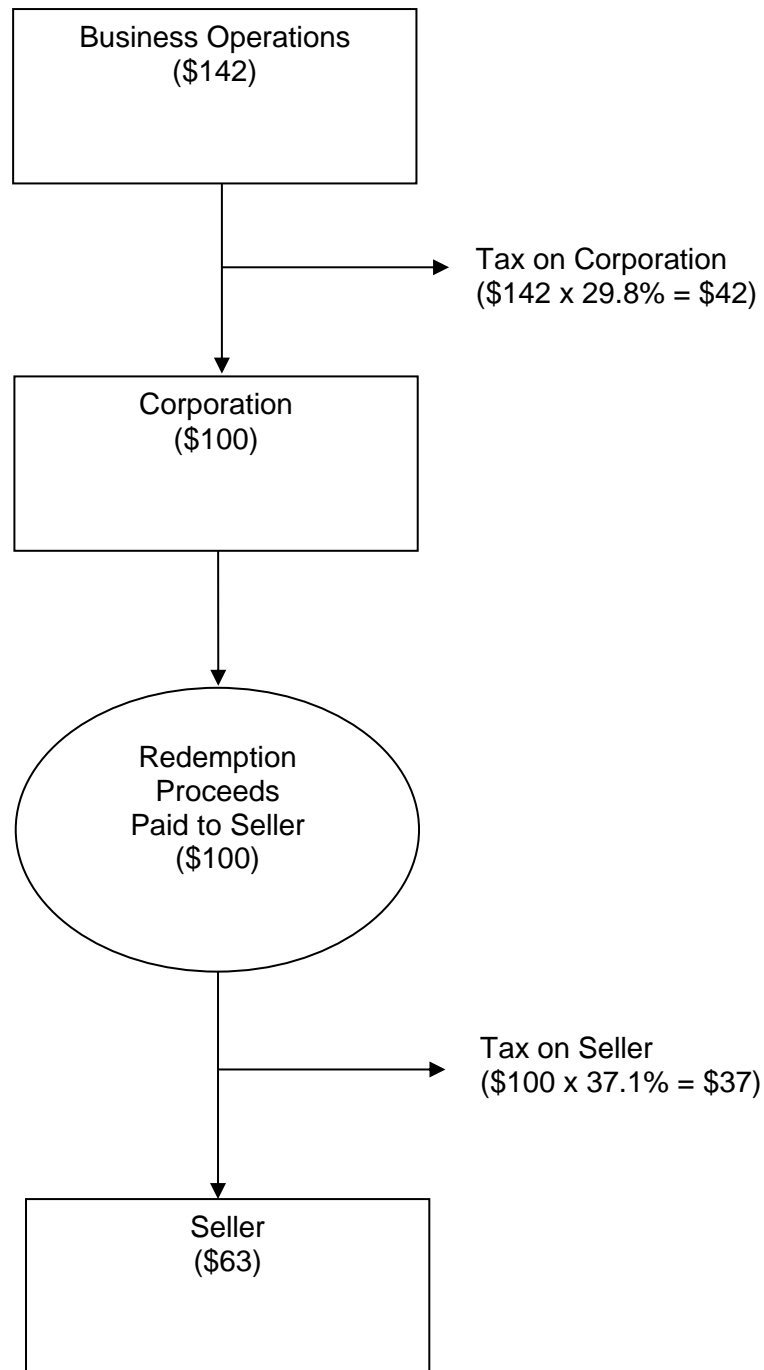 Business Operations
($142)
Tax on Corporation
($142 x 29.8% = $42)
Corporation
($100)
Redemption
Proceeds
Paid to Seller
($100)
Tax on Seller
($100 x 37.1% = $37)
Seller
($63)